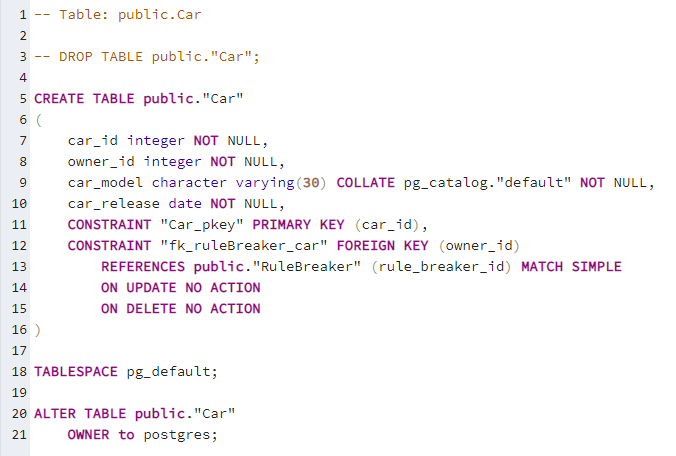 1 -- Table: public.Car
2
3 -- DROP TABLE public."Car";
4
5 CREATE TABLE public."Car"
6 (
7     car_id integer NOT NULL,
8     owner_id integer NOT NULL,
9     car_model character varying(30) COLLATE pg_catalog."default" NOT NULL,
10     car_release date NOT NULL,
11     CONSTRAINT "Car_pkey" PRIMARY KEY (car_id),
12     CONSTRAINT "fk_ruleBreaker_car" FOREIGN KEY (owner_id)
13         REFERENCES public."RuleBreaker" (rule_breaker_id) MATCH SIMPLE
14         ON UPDATE NO ACTION
15         ON DELETE NO ACTION
16 )
17
18 TABLESPACE pg_default;
19
20 ALTER TABLE public."Car"
21     OWNER to postgres;